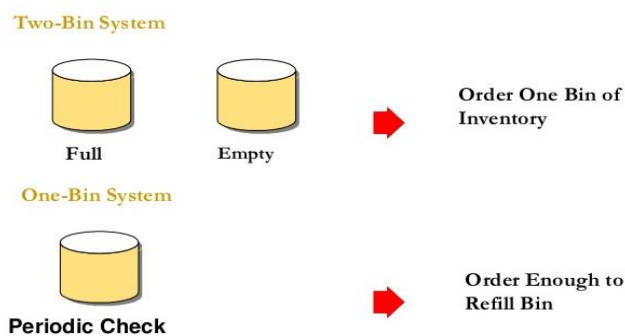 Two-Bin System
Full
Empty
Order One Bin of
Inventory
One-Bin System
Periodic Check
Order Enough to
Refill Bin